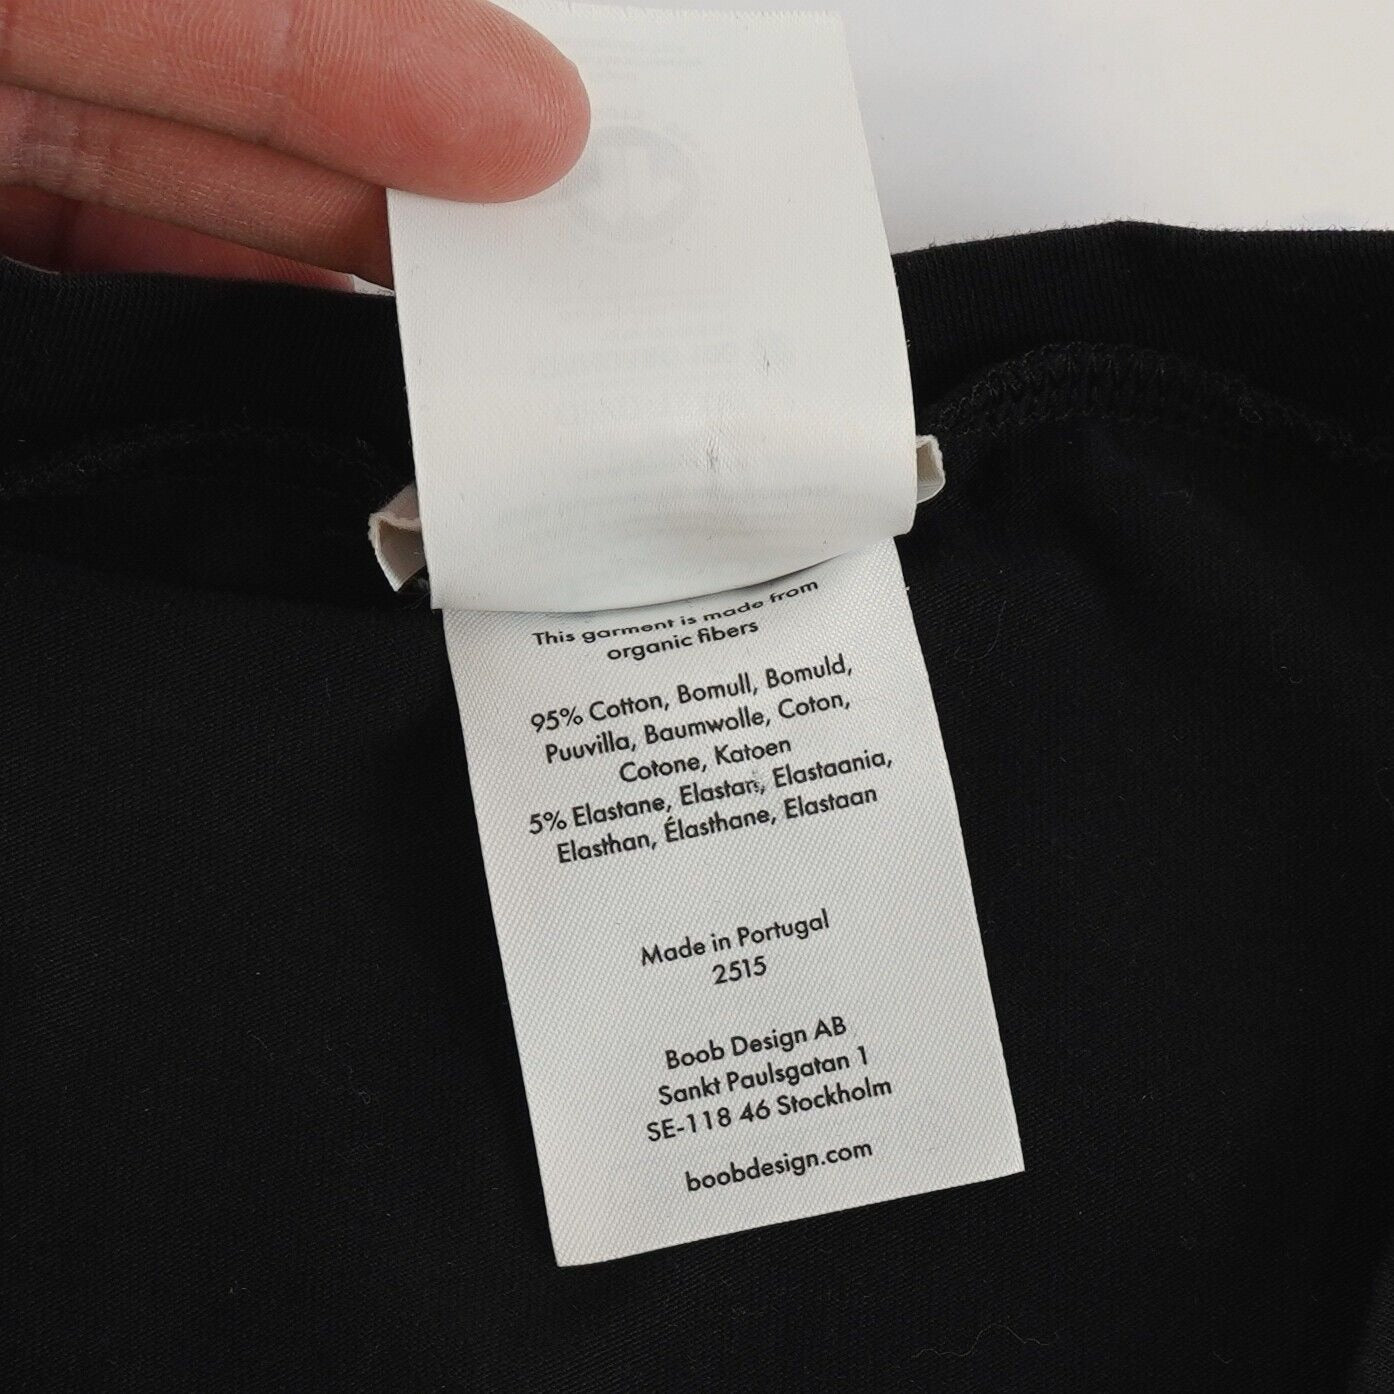 This garment is made from
organic fibers
95% Cotton, Bomull, Bomuld,
Puuvilla, Baumwolle, Coton,
Cotone, Katoen
5% Elastane, Elastan, Elastaania,
Elasthan, Élasthane, Elastaan
Made in Portugal
2515
Boob Design AB
Sankt Paulsgatan 1
SE-118 46 Stockholm
boobdesign.com